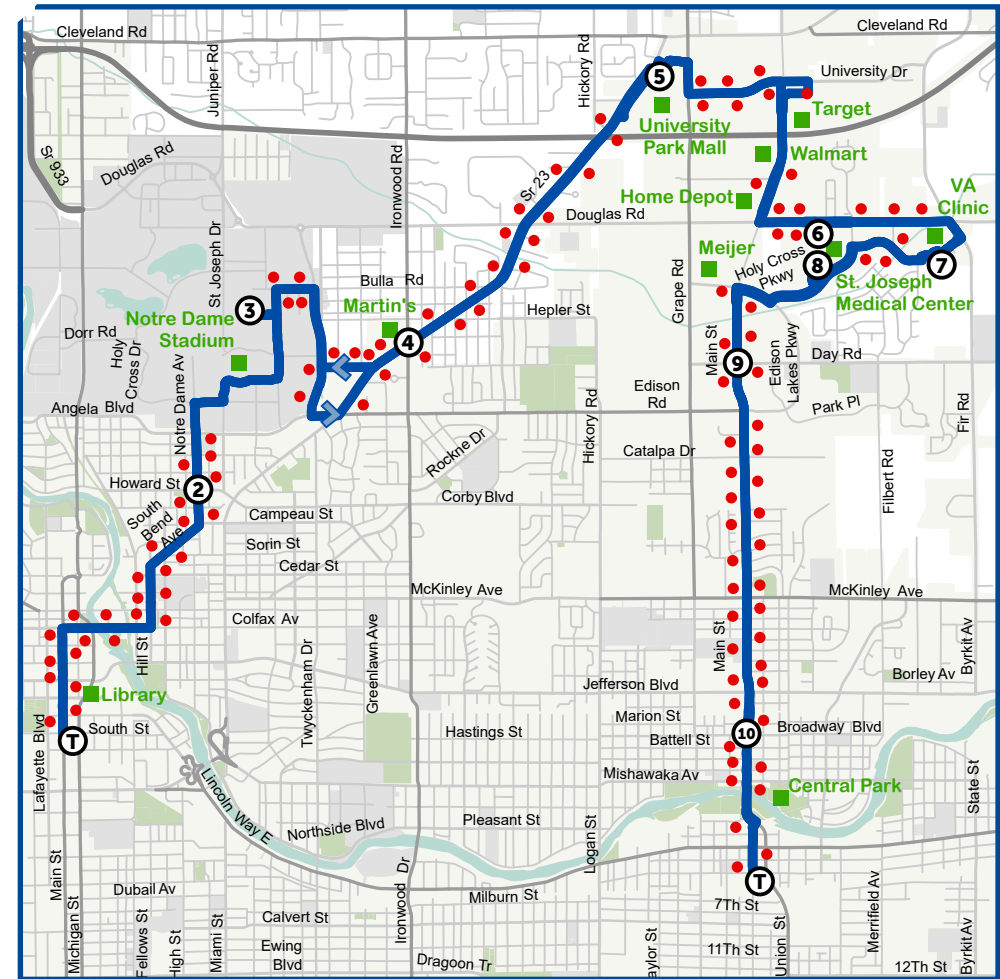 Cleveland Rd
Cleveland Rd
Juniper Rd
Hickory Rd
5
University Dr
Target
University
Park Mall
Walmart
Sr 933
Douglas Rd
Ironwood Rd
Sr 23
Home Depot
Douglas Rd
VA
Clinic
6
Holy Cross
Pkwy
8
7
St. Joseph
Medical Center
Meijer
Grape Rd
St Joseph Dr
Bulla Rd
3
Martin's
Notre Dame
Stadium
Hepler St
4
Dorr Rd
Holy
Cross Dr
Notre Dame Av
Main St
9
Edison
Lakes Pkwy
Day Rd
Edison
Rd
Park Pl
Angela Blvd
Hickory Rd
Fir Rd
Rockne Dr
Catalpa Dr
Filbert Rd
Howard St
2
Corby Blvd
South
Bend
Ave
Campeau St
Sorin St
Cedar St
McKinley Ave
McKinley Ave
Colfax Av
Hill St
Twyckenham Dr
Greenlawn Ave
Main St
Byrkit Av
Borley Av
Jefferson Blvd
Library
South St
Lafayette Blvd
T
Marion St
Broadway Blvd
Hastings St
Battell St
10
Mishawaka Av
Central Park
State St
Lincoln Way E
Northside Blvd
Pleasant St
Logan St
Ironwood Dr
Main St
Michigan St
Dubail Av
Fellows St
High St
Miami St
Calvert St
Ewing
Blvd
Milburn St
Dragoon Tr
T
7Th St
11Th St
aylor St
Union St
Merrifield Av
12Th St
Byrkit Av